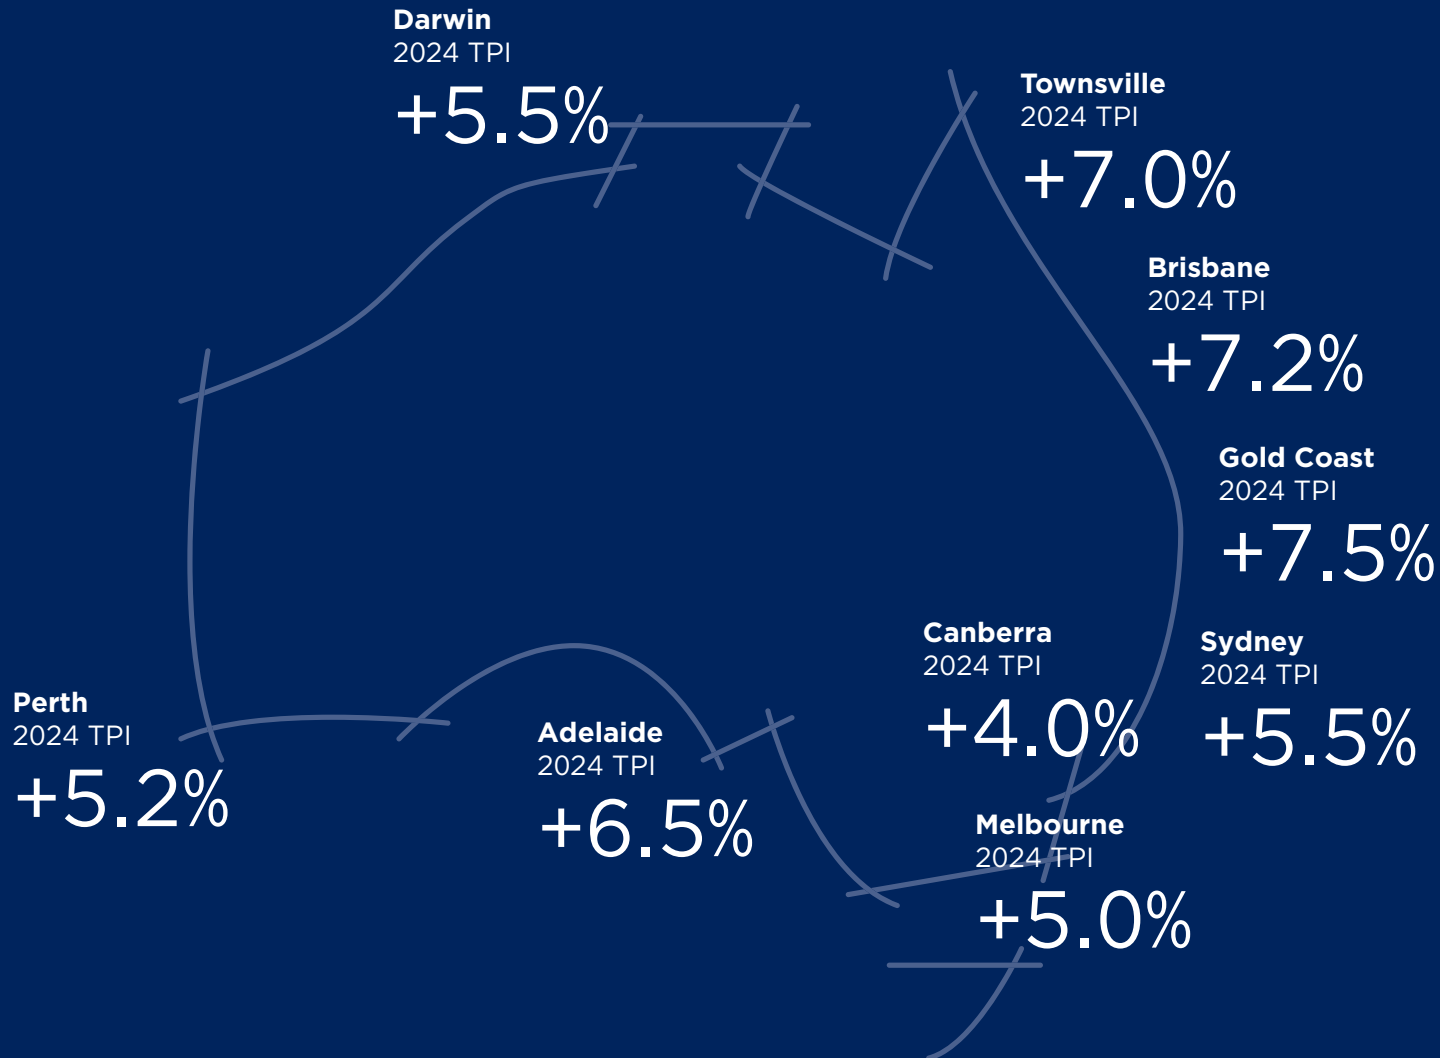 Darwin
2024 TPI
+5.5%
Townsville
2024 TPI
+7.0%
Brisbane
2024 TPI
+7.2%
Gold Coast
2024 TPI
+7.5%
Canberra
2024 TPI
+4.0%
Sydney
2024 TPI
+5.5%
Perth
2024 TPI
+5.2%
Adelaide
2024 TPI
+6.5%
Melbourne
2024 TPI
+5.0%